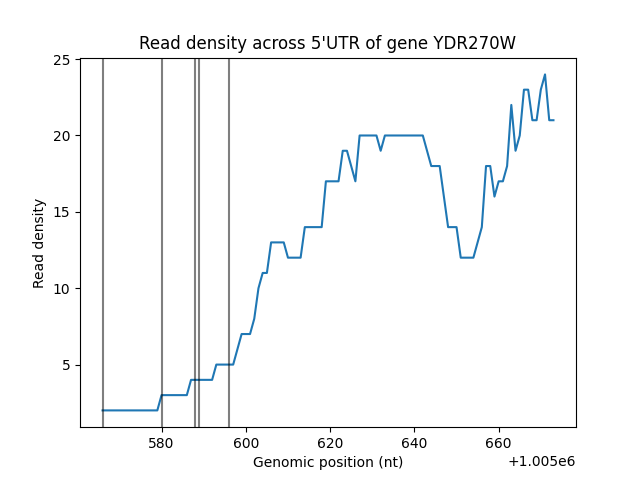 Read density across 5'UTR of gene YDR270W
25
20
15
10
5
Read density
580 600 620 640 660
Genomic position (nt)
+1.005e6